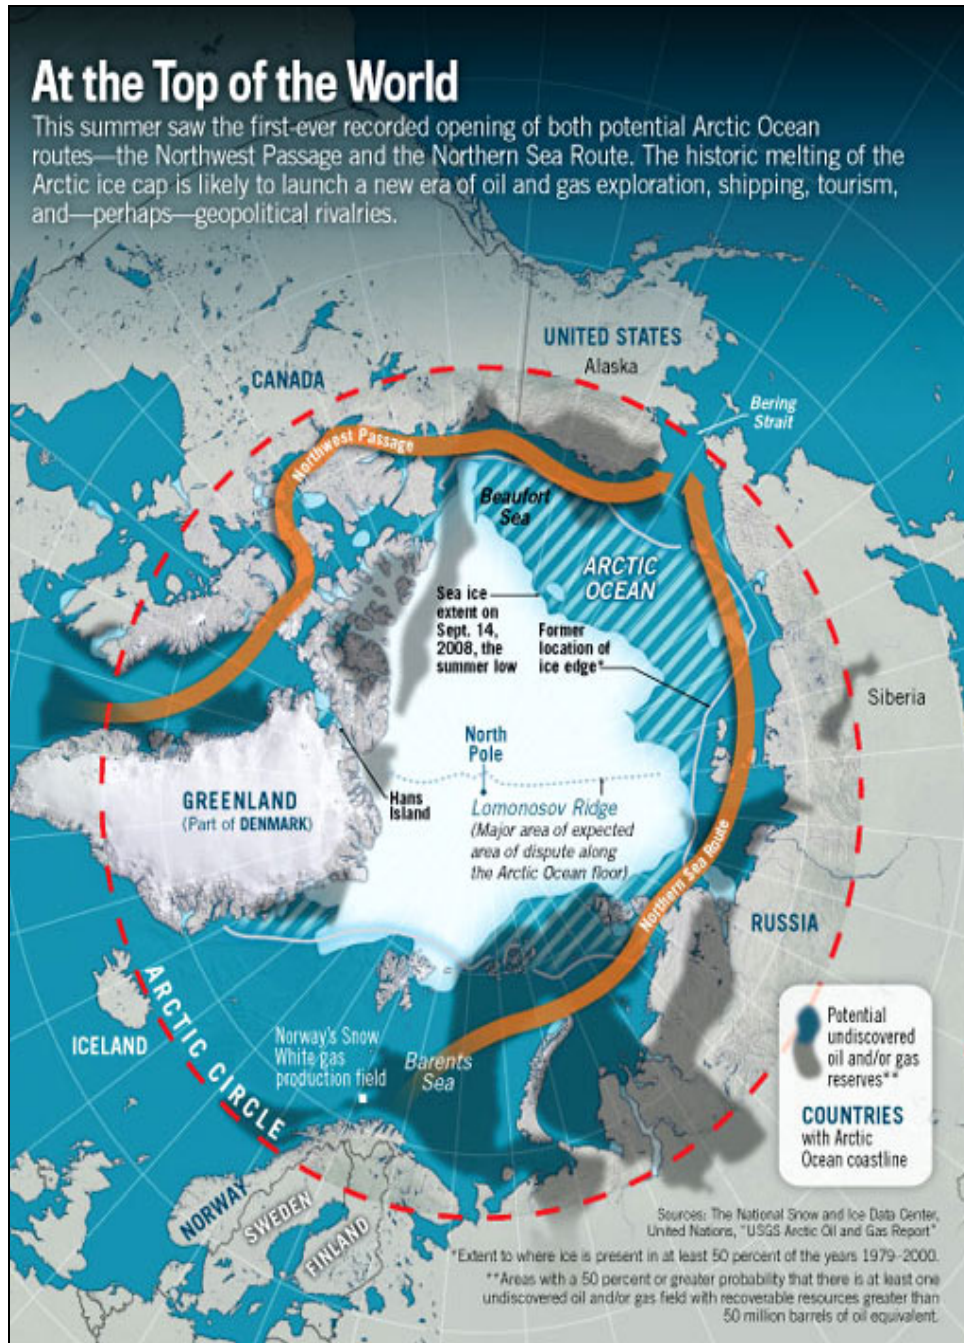 At the Top of the World
This summer saw the first-ever recorded opening of both potential Arctic Ocean
routes—the Northwest Passage and the Northern Sea Route. The historic melting of the
Arctic ice cap is likely to launch a new era of oil and gas exploration, shipping, tourism,
and—perhaps—geopolitical rivalries.
UNITED STATES
Alaska
CANADA
Bering
Strait
Northwest Passage
Beaufort
Sea
ARCTIC
OCEAN
Sea ice
extent on
Sept. 14,
2008, the
summer low
Former
location of
ice edge*
Siberia
North
Pole
Hans
Island
GREENLAND
(Part of DENMARK)
Lomonosov Ridge
(Major area of expected
area of dispute along
the Arctic Ocean floor)
Northern Sea Route
RUSSIA
ARCTIC CIRCLE
ICELAND
Norway's Snow
White gas
production field
Barents
Sea
NORWAY
SWEDEN
FINLAND
Potential
undiscovered
oil and/or gas
reserves**
COUNTRIES
with Arctic
Ocean coastline
Sources: The National Snow and Ice Data Center,
United Nations, "USGS Arctic Oil and Gas Report"
*Extent to where ice is present in at least 50 percent of the years 1979–2000.
**Areas with a 50 percent or greater probability that there is at least one
undiscovered oil and/or gas field with recoverable resources greater than
50 million barrels of oil equivalent.